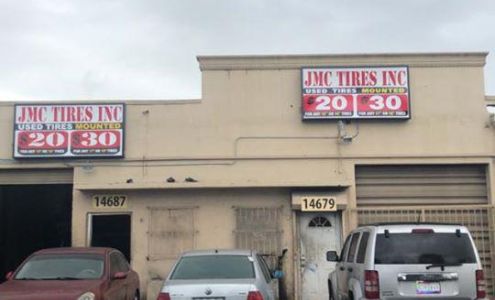 JMC TIRES INC
USED TIRES MOUNTED
$20 $30
JMC TIRES INC
USED TIRES MOUNTED
$20 $30
14687
14679